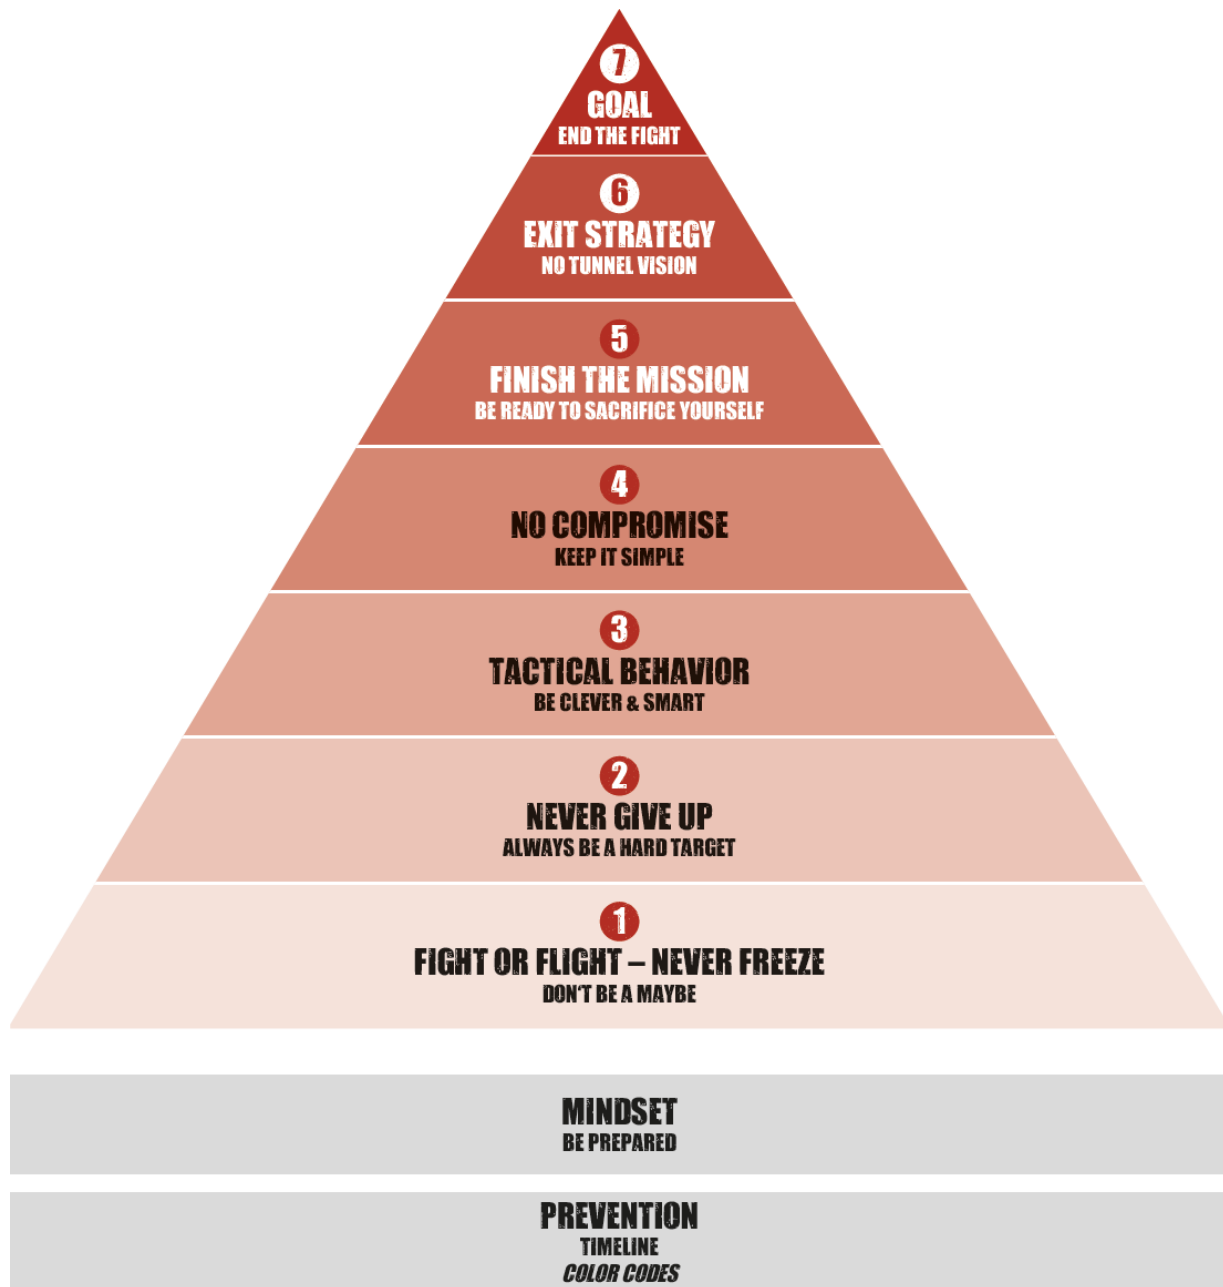 7
GOAL
END THE FIGHT
6
EXIT STRATEGY
NO TUNNEL VISION
5
FINISH THE MISSION
BE READY TO SACRIFICE YOURSELF
4
NO COMPROMISE
KEEP IT SIMPLE
3
TACTICAL BEHAVIOR
BE CLEVER & SMART
2
NEVER GIVE UP
ALWAYS BE A HARD TARGET
1
FIGHT OR FLIGHT – NEVER FREEZE
DON‘T BE A MAYBE
MINDSET
BE PREPARED
PREVENTION
TIMELINE
COLOR CODES